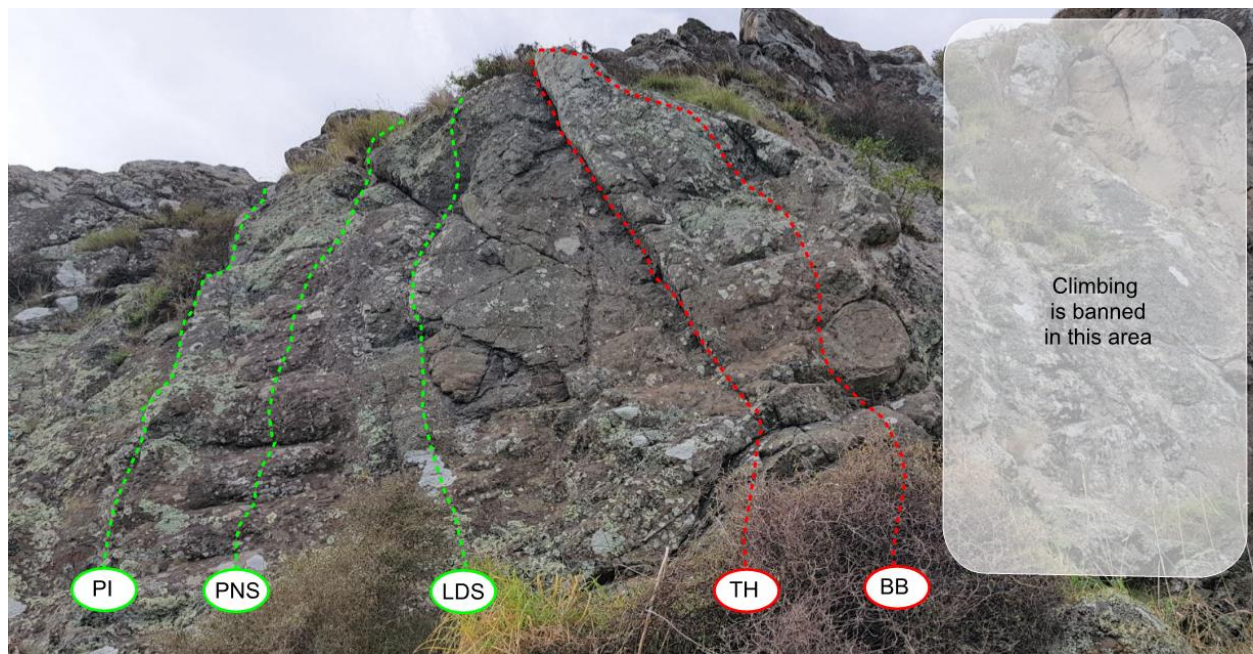 Climbing
is banned
in this area
PI
PNS
LDS
TH
BB